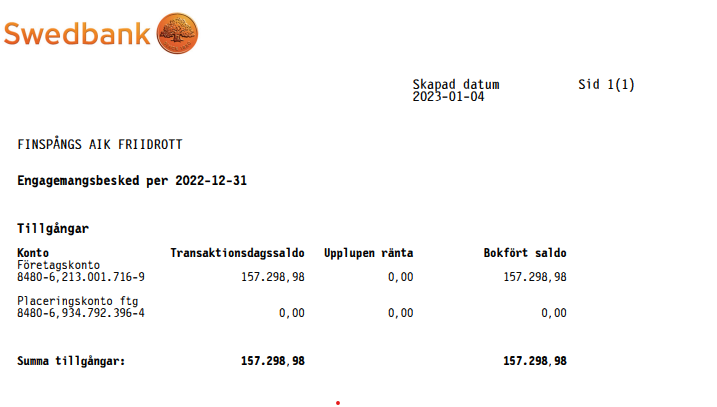 Swedbank
Skapad datum Sid 1(1)
2023-01-04
FINSPÅNGS AIK FRIIDROTT
Engagemangsbesked per 2022-12-31
Tillgångar
Konto Transaktionsdagssaldo Upplupen ränta Bokfört saldo
Företagskonto
8480-6,213.001.716-9 157.298,98 0,00 157.298,98
Placeringskonto ftg
8480-6,934.792.396-4 0,00 0,00 0,00
Summa tillgångar: 157.298,98 157.298,98